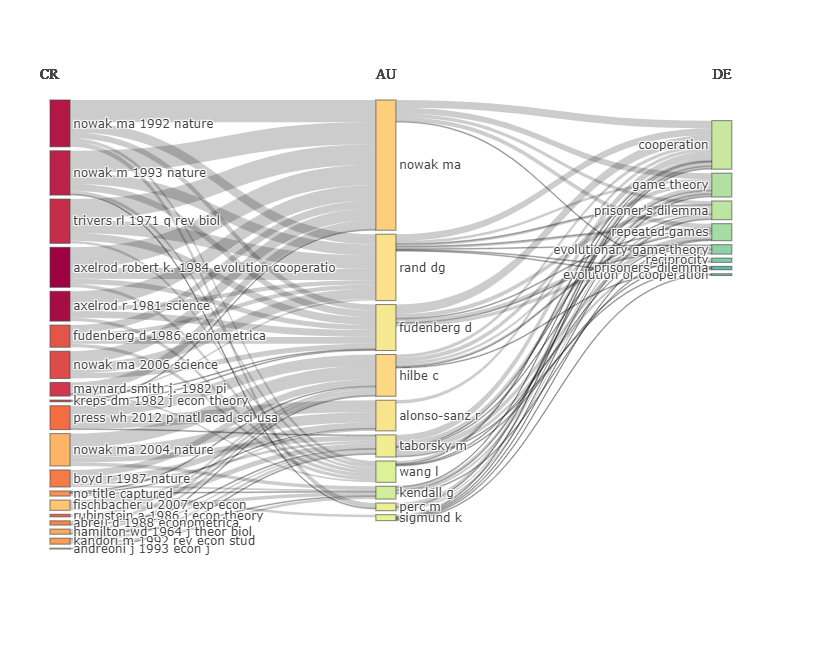 CR AU DE
nowak ma 1992 nature
nowak m 1993 nature
trivers rl 1971 q rev biol
axelrod robert k. 1984 evolution cooperatio
axelrod r 1981 science
fudenberg d 1986 econometrica
nowak ma 2006 science
maynard smith j. 1982 pi
kreps dm 1982 j econ theory
press wh 2012 p natl acad sci usa
nowak ma 2004 nature
boyd r 1987 nature
no title captured
fischbacher u 2007 exp econ
rubinstein a 1986 j econ theory
abreu d 1988 econometrica
hamilton wd 1964 j theor biol
kandori m 1992 rev econ stud
andreoni j 1993 econ j
nowak ma
rand dg
fudenberg d
hilbe c
alonso-sanz r
taborsky m
wang l
kendall g
perc m
sigmund k
cooperation
game theory
prisoner's dilemma
repeated games
evolutionary game theory
reciprocity
prisoners dilemma
evolution of cooperation